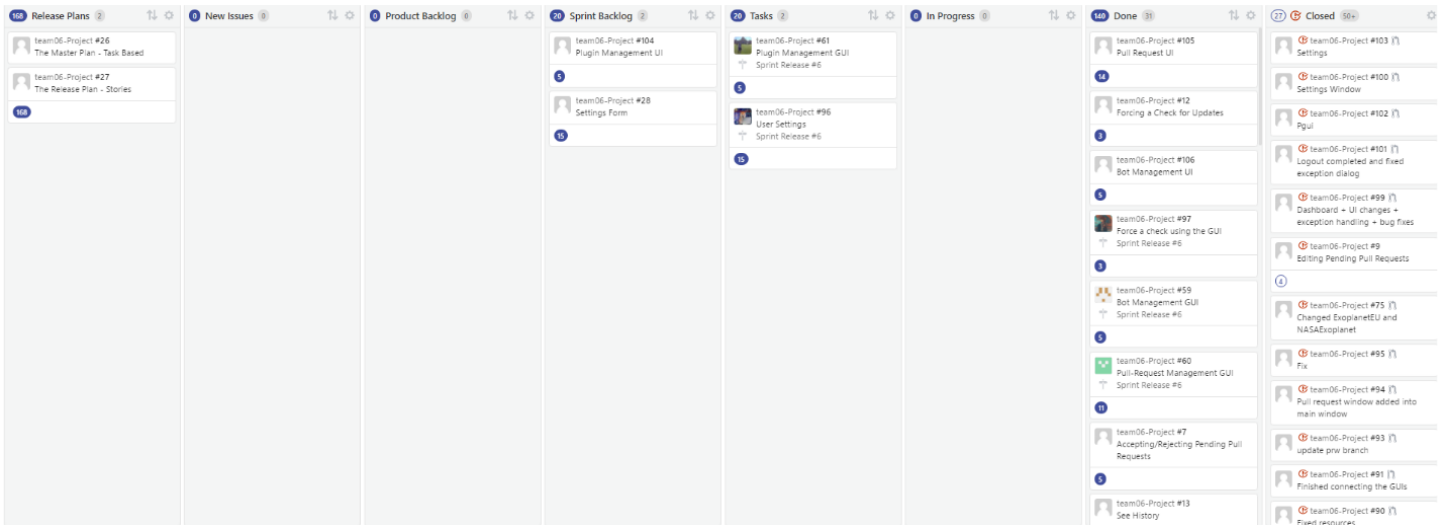 168 Release Plans 2
team06-Project #26
The Master Plan - Task Based
team06-Project #27
The Release Plan - Stories
168
0 New Issues 0
0 Product Backlog 0
20 Sprint Backlog 2
team06-Project #104
Plugin Management UI
5
team06-Project #28
Settings Form
15
20 Tasks 2
team06-Project #61
Plugin Management GUI
Sprint Release #6
5
team06-Project #96
User Settings
Sprint Release #6
15
0 In Progress 0
140 Done 31
team06-Project #105
Pull Request UI
14
team06-Project #12
Forcing a Check for Updates
3
team06-Project #106
Bot Management UI
5
team06-Project #97
Force a check using the GUI
Sprint Release #6
3
team06-Project #59
Bot Management GUI
Sprint Release #6
5
team06-Project #60
Pull-Request Management GUI
Sprint Release #6
11
team06-Project #7
Accepting/Rejecting Pending Pull
Requests
5
team06-Project #13
See History
27 Closed 50+
team06-Project #103
Settings
team06-Project #100
Settings Window
team06-Project #102
Pgui
team06-Project #101
Logout completed and fixed
exception dialog
team06-Project #99
Dashboard + UI changes +
exception handling + bug fixes
team06-Project #9
Editing Pending Pull Requests
4
team06-Project #75
Changed ExoplanetEU and
NASAExoplanet
team06-Project #95
Fix
team06-Project #94
Pull request window added into
main window
team06-Project #93
update prw branch
team06-Project #91
Finished connecting the GUIs
team06-Project #90
Fixed resources